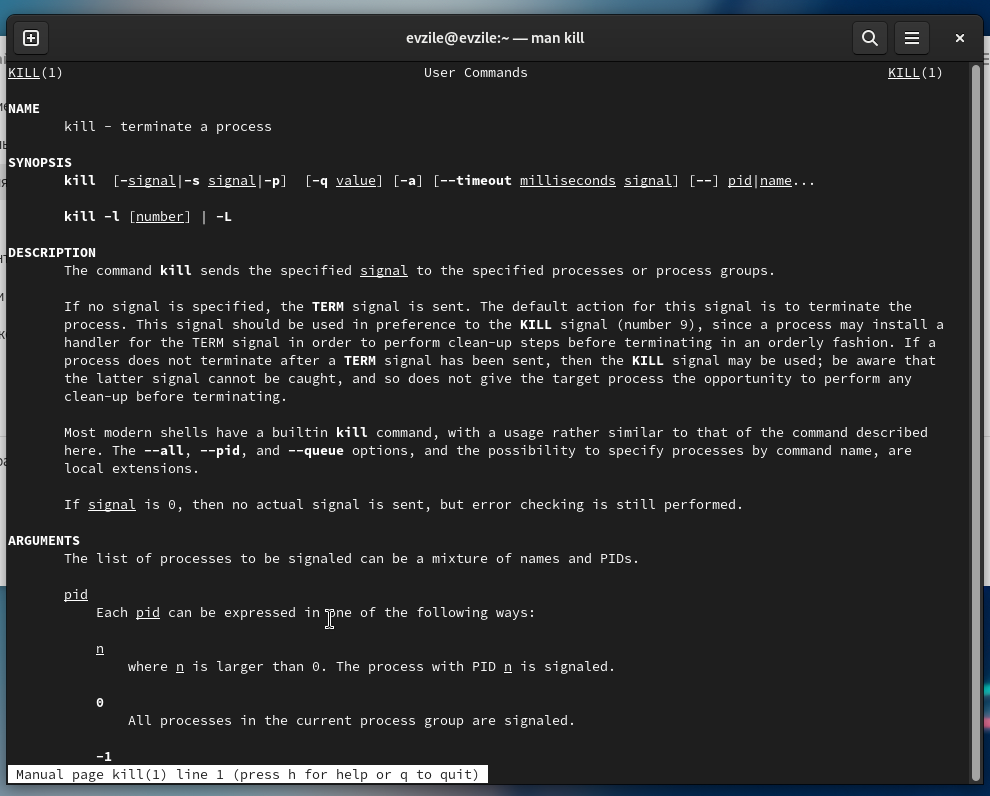 evzile@evzile:~ — man kill
KILL(1) User Commands KILL(1)
NAME
kill - terminate a process
SYNOPSIS
kill [-signal|-s signal|-p] [-q value] [-a] [--timeout milliseconds signal] [--] pid|name...
kill -l [number] | -L
DESCRIPTION
The command kill sends the specified signal to the specified processes or process groups.
If no signal is specified, the TERM signal is sent. The default action for this signal is to terminate the
process. This signal should be used in preference to the KILL signal (number 9), since a process may install a
handler for the TERM signal in order to perform clean-up steps before terminating in an orderly fashion. If a
process does not terminate after a TERM signal has been sent, then the KILL signal may be used; be aware that
the latter signal cannot be caught, and so does not give the target process the opportunity to perform any
clean-up before terminating.
Most modern shells have a builtin kill command, with a usage rather similar to that of the command described
here. The --all, --pid, and --queue options, and the possibility to specify processes by command name, are
local extensions.
If signal is 0, then no actual signal is sent, but error checking is still performed.
ARGUMENTS
The list of processes to be signaled can be a mixture of names and PIDs.
pid
Each pid can be expressed in one of the following ways:
n
where n is larger than 0. The process with PID n is signaled.
0
All processes in the current process group are signaled.
-1
Manual page kill(1) line 1 (press h for help or q to quit)